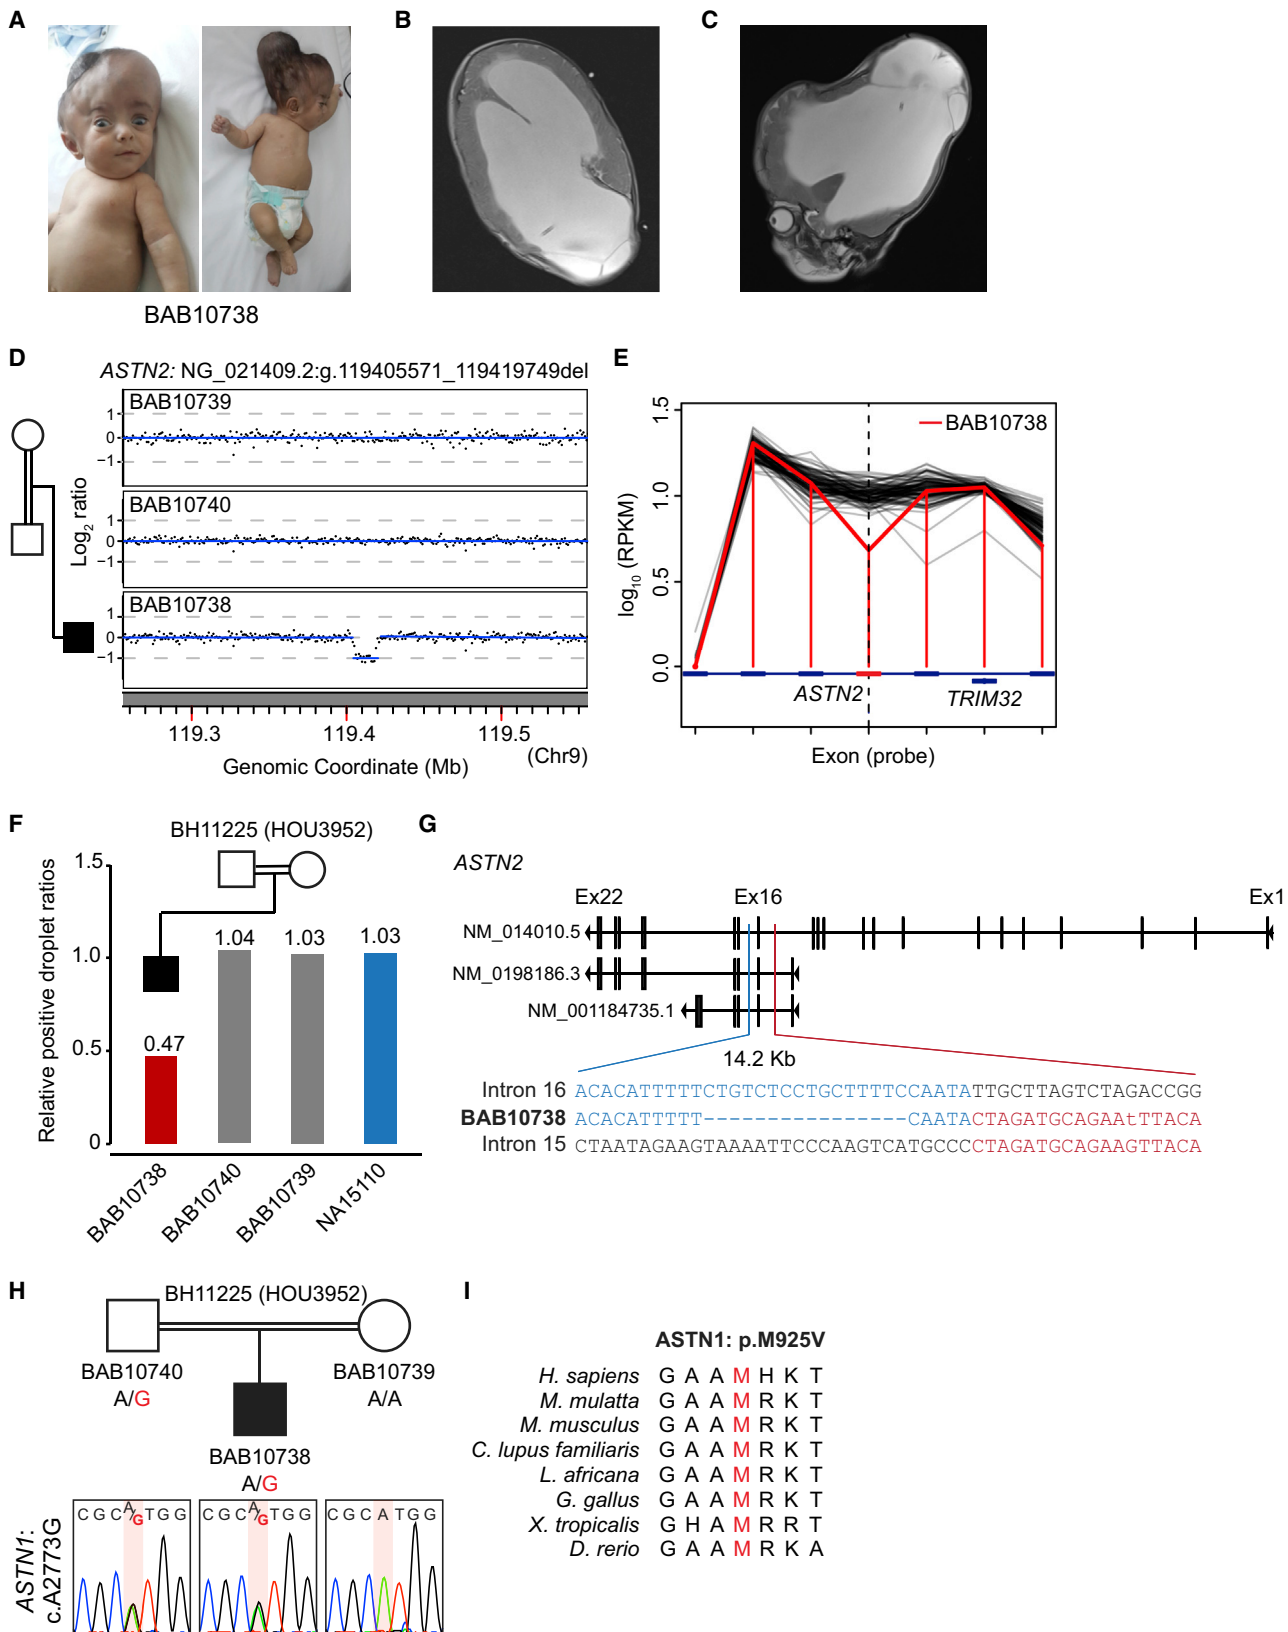 A
B
C
BAB10738
D
ASTN2: NG_021409.2:g.119405571_119419749del
BAB10739
1
0
−1
BAB10740
1
0
−1
BAB10738
1
0
−1
Log2 ratio
119.3
119.4
119.5
(Chr9)
Genomic Coordinate (Mb)
E
BAB10738
1.5
1.0
0.5
0.0
log10 (RPKM)
ASTN2
TRIM32
Exon (probe)
F
BH11225 (HOU3952)
1.5
1.0
0.5
0
Relative positive droplet ratios
0.47
1.04
1.03
1.03
BAB10738
BAB10740
BAB10739
NA15110
G
ASTN2
Ex22
Ex16
Ex1
NM_014010.5
NM_0198186.3
NM_001184735.1
14.2 Kb
Intron 16 ACACATTTTTCTGTCTCCTGCTTTTCCAATATTGCTTAGTCTAGACCGG
BAB10738 ACACATTTTT----------------CAATACTAGATGCAGAAtTTACA
Intron 15 CTAATAGAAGTAAAATTCCCAAGTCATGCCCCTAGATGCAGAAGTTACA
H
BH11225 (HOU3952)
BAB10740
A/G
BAB10739
A/A
BAB10738
A/G
ASTN1:
c.A2773G
C G C A/G T G G
C G C A/G T G G
C G C A T G G
I
ASTN1: p.M925V
H. sapiens G A A M H K T
M. mulatta G A A M R K T
M. musculus G A A M R K T
C. lupus familiaris G A A M R K T
L. africana G A A M R K T
G. gallus G A A M R K T
X. tropicalis G H A M R R T
D. rerio G A A M R K A